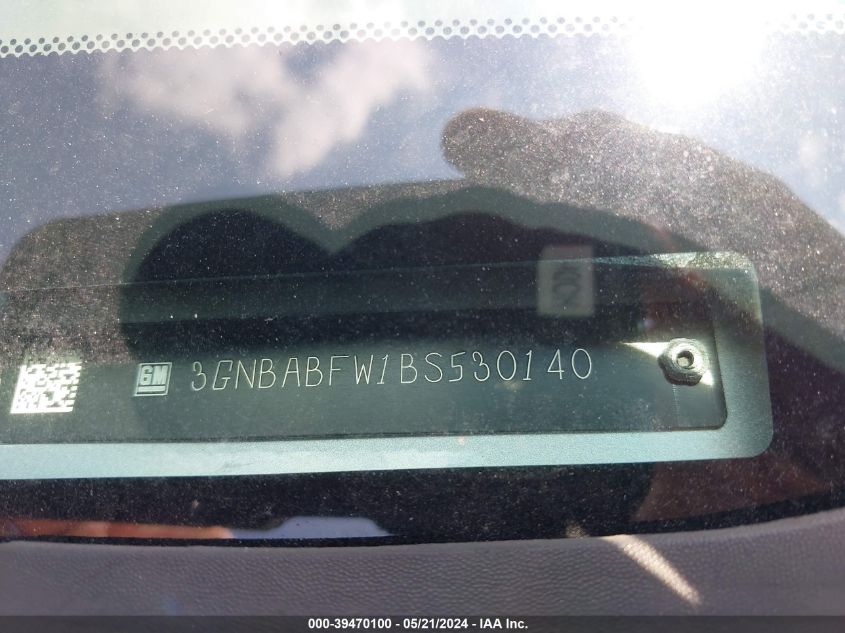 GM 3GNBABFW1BS530140
000-39470100 - 05/21/2024 - IAA Inc.